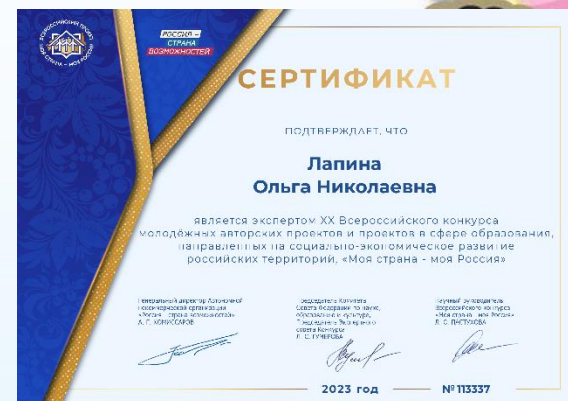 ВСЕРОССИЙСКИЙ ПРОЕКТ
МОЯ СТРАНА – МОЯ РОССИЯ
РОССИЯ –
СТРАНА
ВОЗМОЖНОСТЕЙ
СЕРТИФИКАТ
ПОДТВЕРЖДАЕТ, ЧТО
Лапина
Ольга Николаевна
является экспертом XX Всероссийского конкурса
молодёжных авторских проектов и проектов в сфере образования,
направленных на социально-экономическое развитие
российских территорий, «Моя страна - моя Россия»
Генеральный директор Автономной
некоммерческой организации
«Россия – страна возможностей»
А. Г. КОМИССАРОВ
Председатель Комитета
Совета Федерации по науке,
образованию и культуре,
Председатель Экспертного
совета Конкурса
Л. С. ГУМЕРОВА
Научный руководитель
Всероссийского конкурса
«Моя страна - моя Россия»
Л. С. ПАСТУХОВА
2023 год
№ 113337